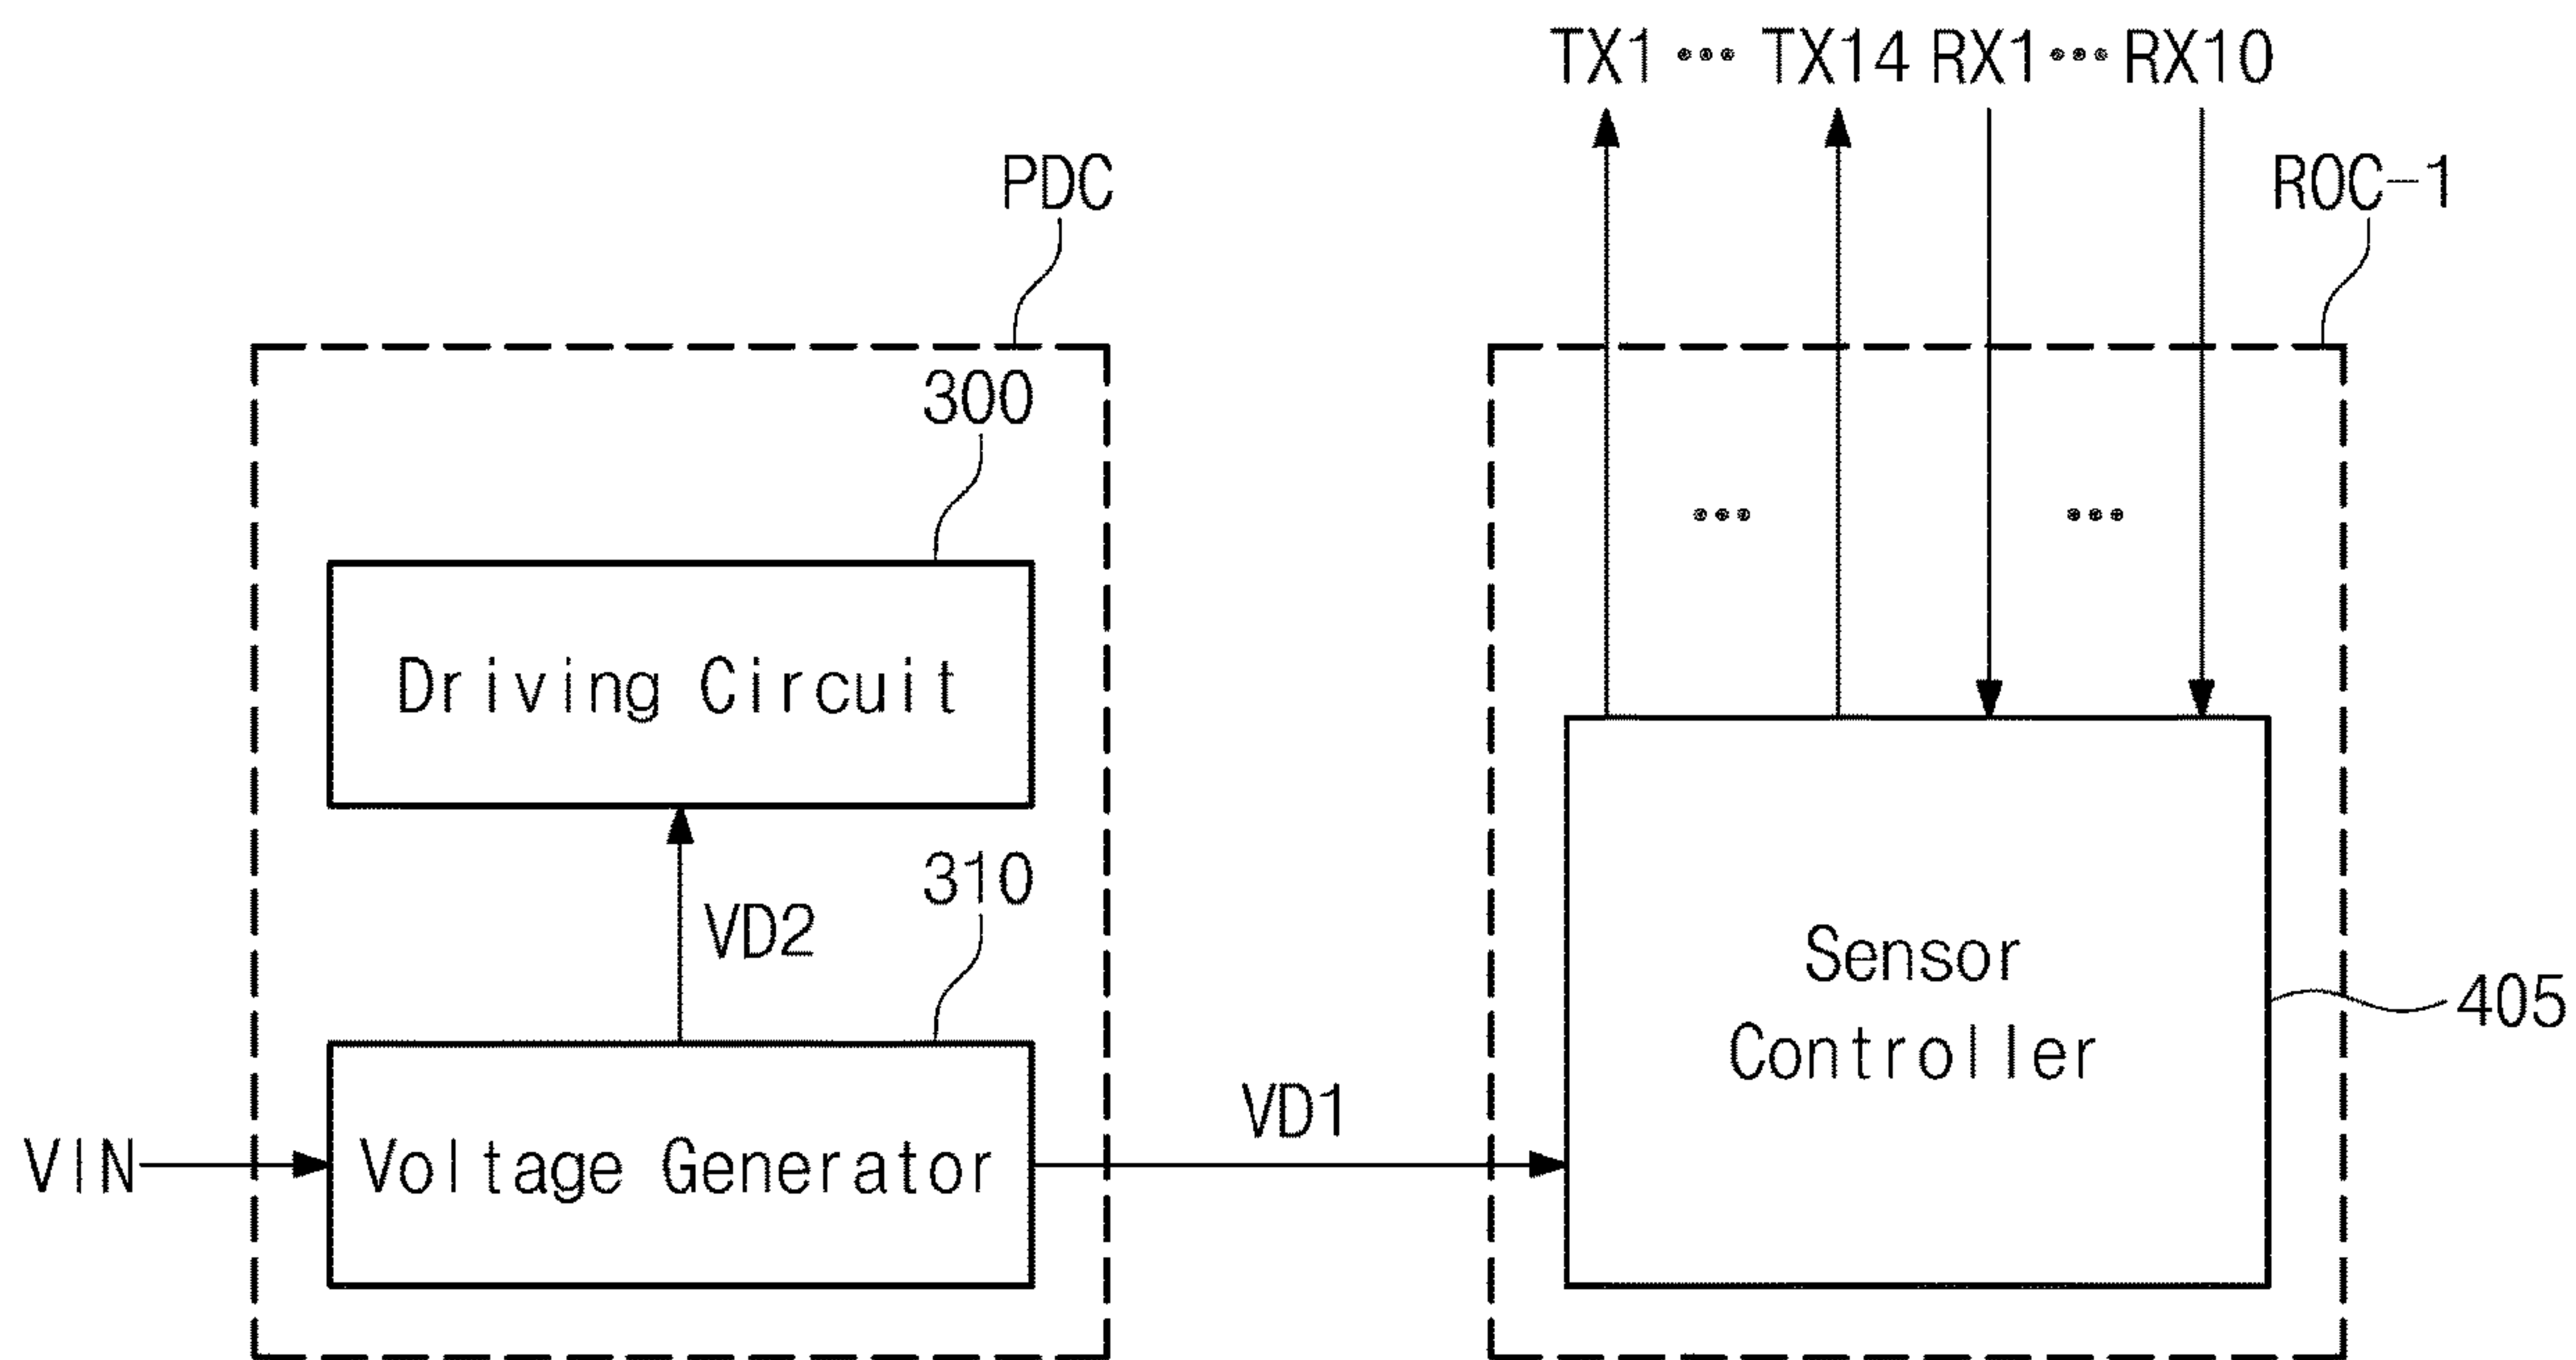 TX1 ··· TX14 RX1 ··· RX10
PDC
ROC-1
300
··· ···
Driving Circuit
310
VD2
Sensor
Controller
405
VD1
VIN
Voltage Generator